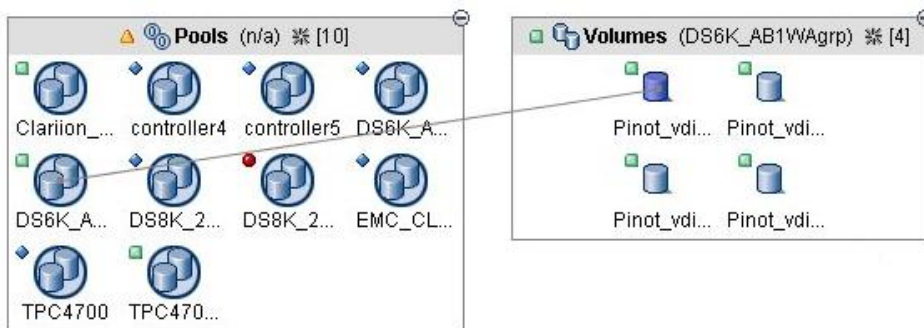 Pools (n/a) [10]
Clariion_... controller4 controller5 DS6K_A...
DS6K_A... DS8K_2... DS8K_2... EMC_CL...
TPC4700 TPC470...
Volumes (DS6K_AB1WAgrp) [4]
Pinot_vdi... Pinot_vdi...
Pinot_vdi... Pinot_vdi...